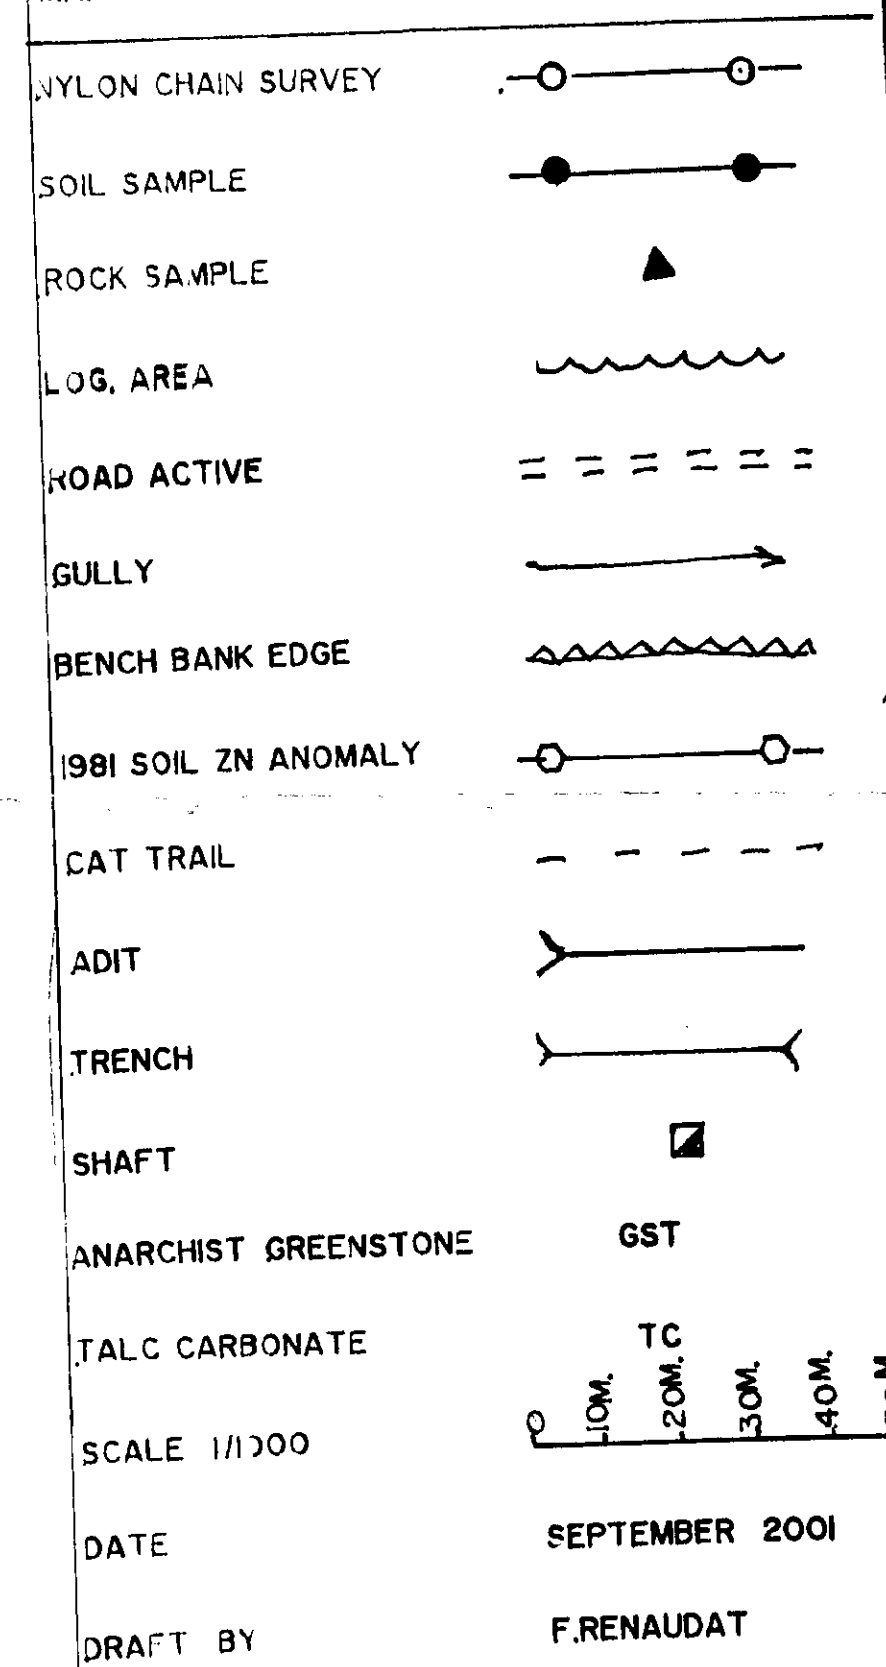 NYLON CHAIN SURVEY
SOIL SAMPLE
ROCK SAMPLE
LOG. AREA
ROAD ACTIVE
GULLY
BENCH BANK EDGE
1981 SOIL ZN ANOMALY
CAT TRAIL
ADIT
TRENCH
SHAFT
ANARCHIST GREENSTONE GST
TALC CARBONATE TC
SCALE 1/1000 0 10M. 20M. 30M. 40M.
DATE SEPTEMBER 2001
DRAFT BY F.RENAUDAT